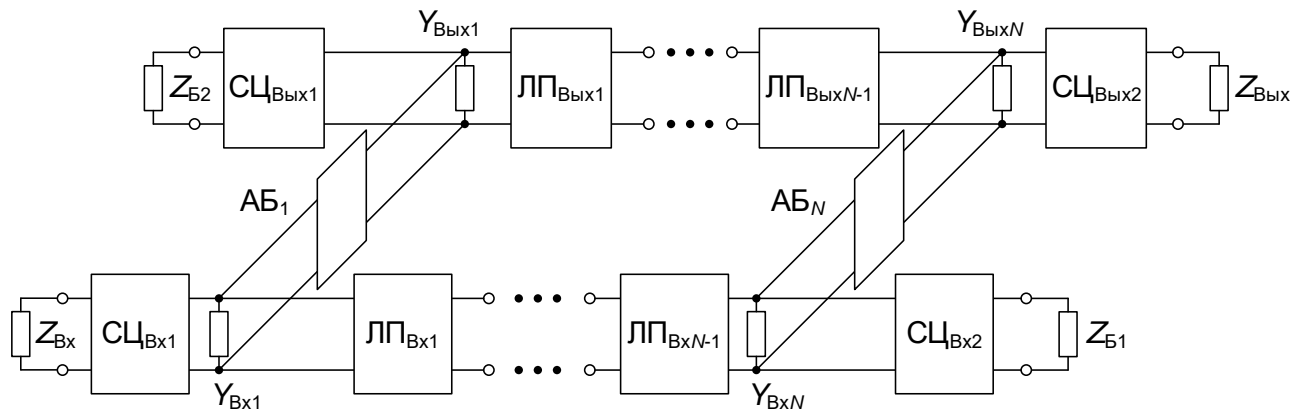 YВых1
YВыхN
ZБ2
СЦВых1
ЛПВых1
ЛПВыхN-1
СЦВых2
ZВых
АБ1
АБN
ZВх
СЦВх1
ЛПВх1
ЛПВхN-1
СЦВх2
ZБ1
YВх1
YВхN